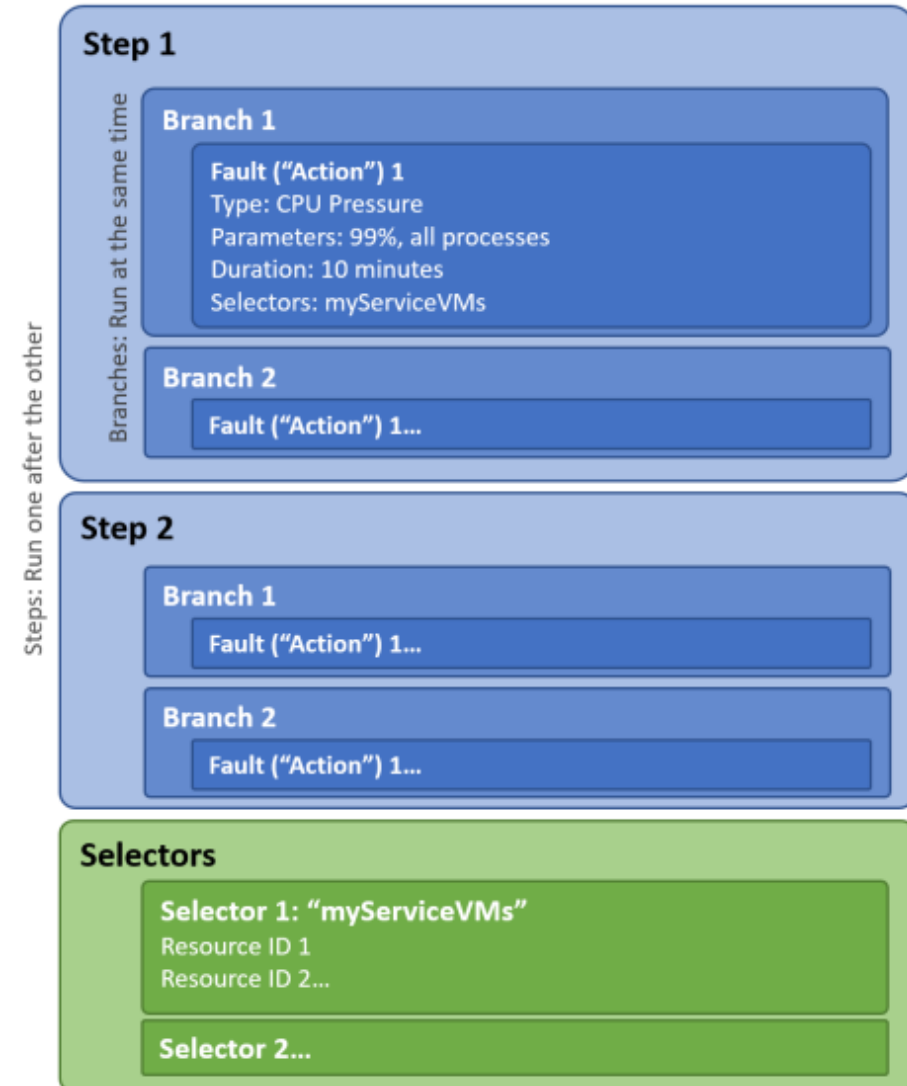 Steps: Run one after the other
Step 1
Branches: Run at the same time
Branch 1
Fault (“Action”) 1
Type: CPU Pressure
Parameters: 99%, all processes
Duration: 10 minutes
Selectors: myServiceVMs
Branch 2
Fault (“Action”) 1...
Step 2
Branch 1
Fault (“Action”) 1...
Branch 2
Fault (“Action”) 1...
Selectors
Selector 1: “myServiceVMs”
Resource ID 1
Resource ID 2...
Selector 2...